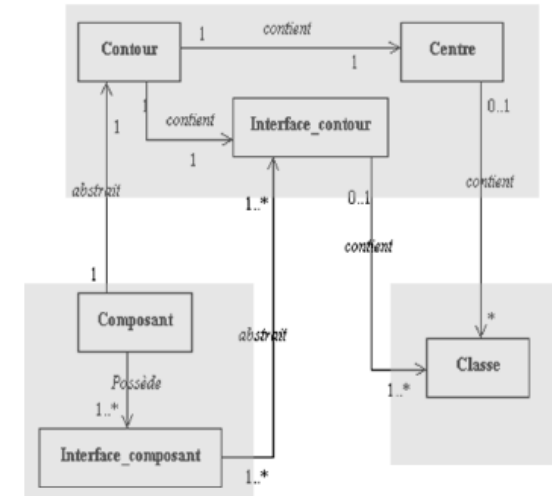 Contour
1
contient
1
Centre
1
contient
1
Interface_contour
0..1
contient
*
1
abstrait
1
1..*
abstrait
1..*
0..1
contient
1..*
Composant
Possède
1..*
Interface_composant
Classe